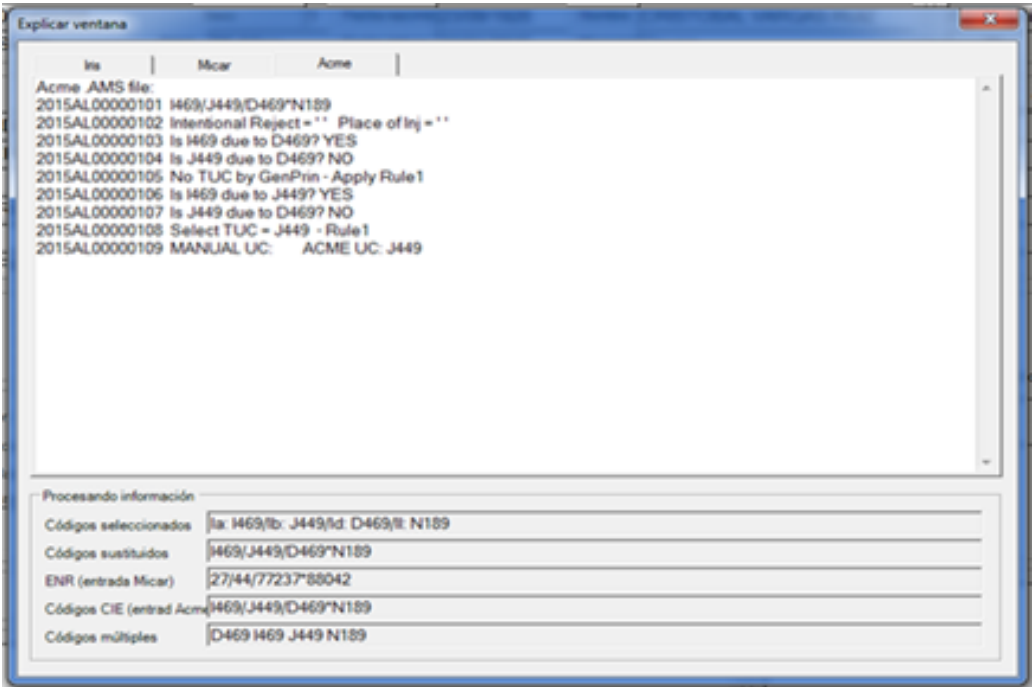 Explicar ventana
Iris Micar Acme
Acme .AMS file:
2015AL00000101 I469/J449/D469*N189
2015AL00000102 Intentional Reject = ' ' Place of Inj = ' '
2015AL00000103 Is I469 due to D469? YES
2015AL00000104 Is J449 due to D469? NO
2015AL00000105 No TUC by GenPrin - Apply Rule1
2015AL00000106 Is I469 due to J449? YES
2015AL00000107 Is J449 due to D469? NO
2015AL00000108 Select TUC = J449 - Rule1
2015AL00000109 MANUAL UC: ACME UC: J449
Procesando información
Códigos seleccionados Ia: I469/Ib: J449/Id: D469/II: N189
Códigos sustituidos I469/J449/D469*N189
ENR (entrada Micar) 27/44/77237*88042
Códigos CIE (entrad Acme I469/J449/D469*N189
Códigos múltiples D469 I469 J449 N189